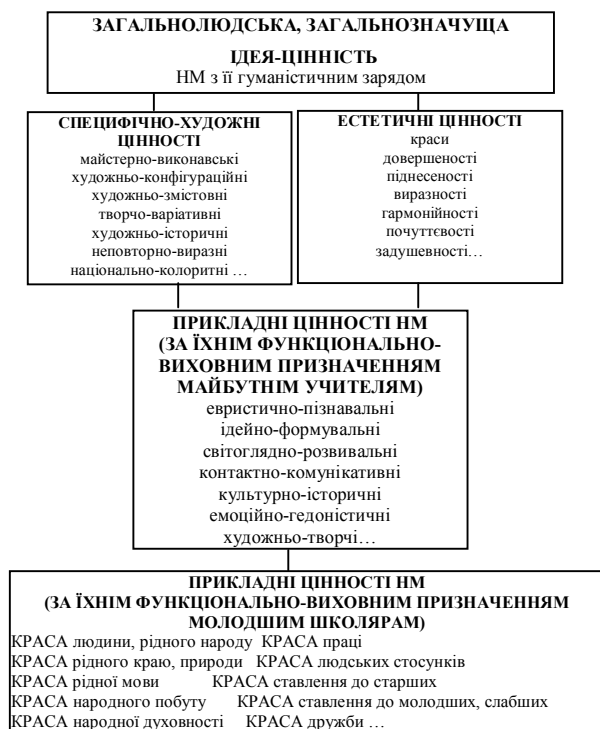 ЗАГАЛЬНОЛЮДСЬКА, ЗАГАЛЬНОЗНАЧУЩА
ІДЕЯ-ЦІННІСТЬ
НМ з її гуманістичним зарядом
СПЕЦИФІЧНО-ХУДОЖНІ
ЦІННОСТІ
майстерно-виконавські
художньо-конфігураційні
художньо-змістовні
творчо-варіативні
художньо-історичні
неповторно-виразні
національно-колоритні …
ЕСТЕТИЧНІ ЦІННОСТІ
краси
довершеності
піднесеності
виразності
гармонійності
почуттєвості
задушевності…
ПРИКЛАДНІ ЦІННОСТІ НМ
(ЗА ЇХНІМ ФУНКЦІОНАЛЬНО-
ВИХОВНИМ ПРИЗНАЧЕННЯМ
МАЙБУТНІМ УЧИТЕЛЯМ)
евристично-пізнавальні
ідейно-формувальні
світоглядно-розвивальні
контактно-комунікативні
культурно-історичні
емоційно-гедоністичні
художньо-творчі…
ПРИКЛАДНІ ЦІННОСТІ НМ
(ЗА ЇХНІМ ФУНКЦІОНАЛЬНО-ВИХОВНИМ ПРИЗНАЧЕННЯМ
МОЛОДШИМ ШКОЛЯРАМ)
КРАСА людини, рідного народу КРАСА праці
КРАСА рідного краю, природи КРАСА людських стосунків
КРАСА рідної мови КРАСА ставлення до старших
КРАСА народного побуту КРАСА ставлення до молодших, слабших
КРАСА народної духовності КРАСА дружби …